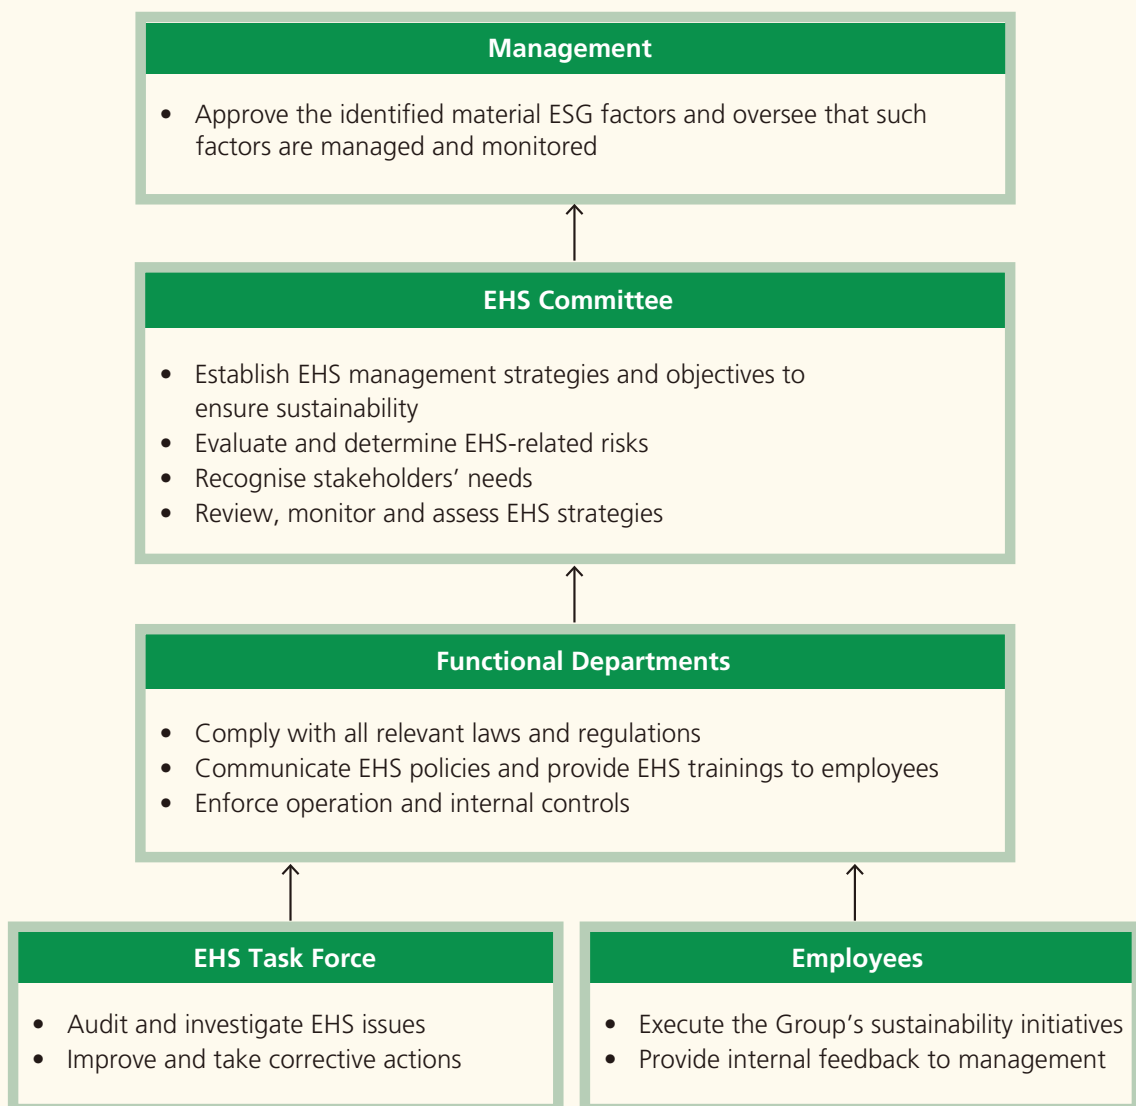 Management
• Approve the identified material ESG factors and oversee that such
factors are managed and monitored
EHS Committee
• Establish EHS management strategies and objectives to
ensure sustainability
• Evaluate and determine EHS-related risks
• Recognise stakeholders’ needs
• Review, monitor and assess EHS strategies
Functional Departments
• Comply with all relevant laws and regulations
• Communicate EHS policies and provide EHS trainings to employees
• Enforce operation and internal controls
EHS Task Force
• Audit and investigate EHS issues
• Improve and take corrective actions
Employees
• Execute the Group’s sustainability initiatives
• Provide internal feedback to management